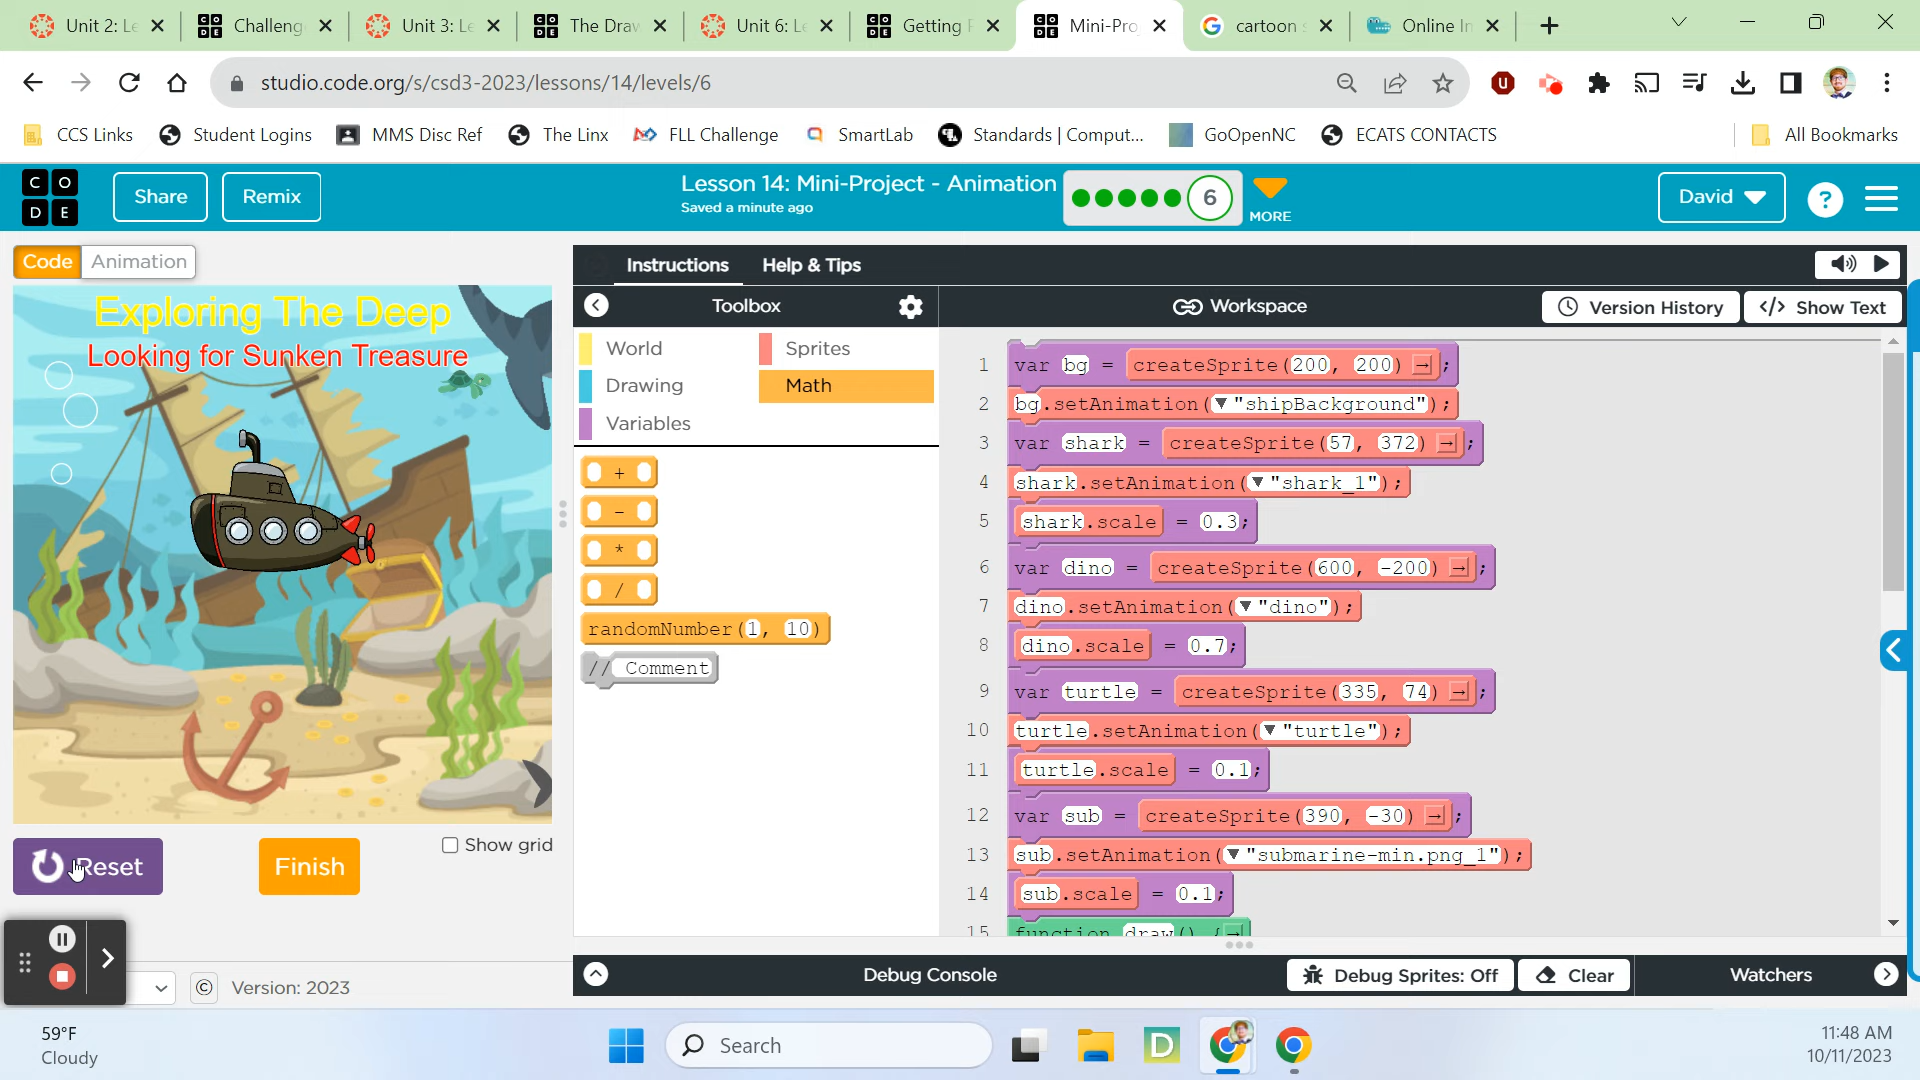 Unit 2: Le
Challeng
Unit 3: Le
The Draw
Unit 6: Le
Getting P
Mini-Pro
cartoon s
Online In
studio.code.org/s/csd3-2023/lessons/14/levels/6
CCS Links
Student Logins
MMS Disc Ref
The Linx
FLL Challenge
SmartLab
Standards | Comput...
GoOpenNC
ECATS CONTACTS
All Bookmarks
C O
D E
Share
Remix
Lesson 14: Mini-Project - Animation
Saved a minute ago
6
MORE
David
?
Code
Animation
Instructions
Help & Tips
Exploring The Deep
Looking for Sunken Treasure
Toolbox
Workspace
Version History
</> Show Text
World
Sprites
Drawing
Math
Variables
+
-
*
/
randomNumber(1, 10)
// Comment
1 var bg = createSprite(200, 200) → ;
2 bg.setAnimation(▼ "shipBackground");
3 var shark = createSprite(57, 372) → ;
4 shark.setAnimation(▼ "shark_1");
5 shark.scale = 0.3;
6 var dino = createSprite(600, -200) → ;
7 dino.setAnimation(▼ "dino");
8 dino.scale = 0.7;
9 var turtle = createSprite(335, 74) → ;
10 turtle.setAnimation(▼ "turtle");
11 turtle.scale = 0.1;
12 var sub = createSprite(390, -30) → ;
13 sub.setAnimation(▼ "submarine-min.png_1");
14 sub.scale = 0.1;
15 function draw() { →
Reset
Finish
Show grid
© Version: 2023
Debug Console
Debug Sprites: Off
Clear
Watchers
59°F
Cloudy
Search
D
11:48 AM
10/11/2023